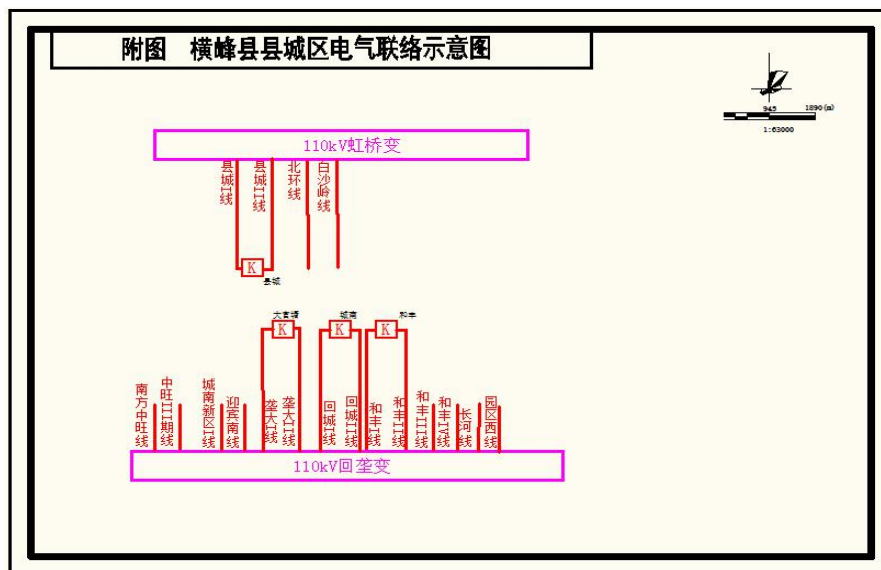 附图 横峰县县城区电气联络示意图
945 1890(m)
1:63000
110kV虹桥变
县城I线
县城II线
北环线
白沙岭线
K
县城
K
K
K
城南
和丰
南方中旺线
中旺III期线
城南新区I线
迎宾南线
垄大I线
垄大II线
回城I线
回城II线
和丰I线
和丰II线
和丰III线
和丰IV线
长河线
园区西线
110kV回垄变